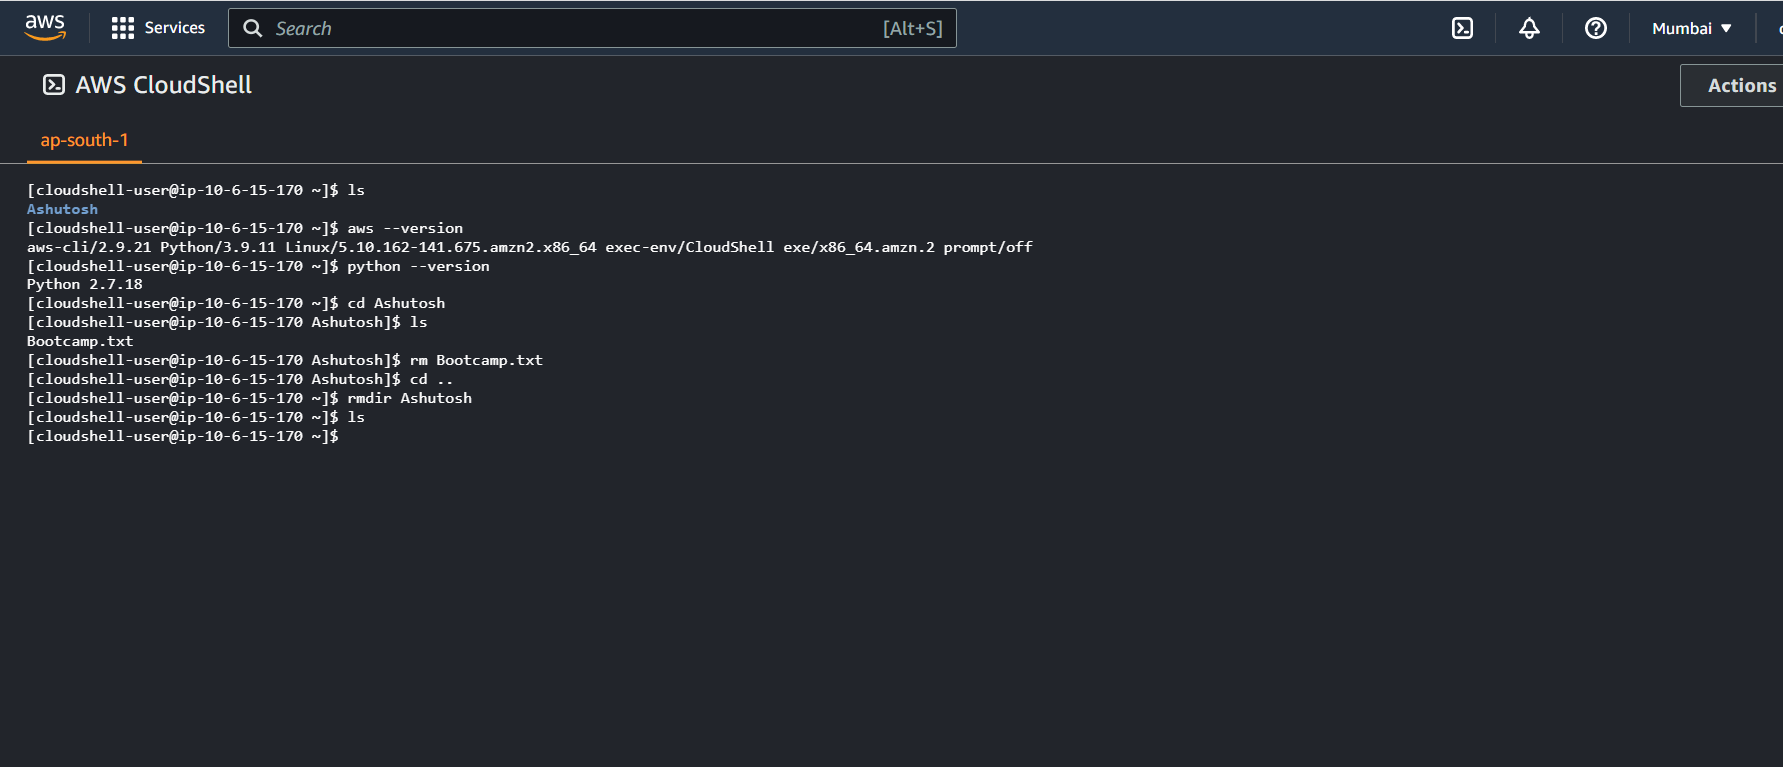 aws
Services
Search [Alt+S]
Mumbai
AWS CloudShell
Actions
ap-south-1
[cloudshell-user@ip-10-6-15-170 ~]$ ls
Ashutosh
[cloudshell-user@ip-10-6-15-170 ~]$ aws --version
aws-cli/2.9.21 Python/3.9.11 Linux/5.10.162-141.675.amzn2.x86_64 exec-env/CloudShell exe/x86_64.amzn.2 prompt/off
[cloudshell-user@ip-10-6-15-170 ~]$ python --version
Python 2.7.18
[cloudshell-user@ip-10-6-15-170 ~]$ cd Ashutosh
[cloudshell-user@ip-10-6-15-170 Ashutosh]$ ls
Bootcamp.txt
[cloudshell-user@ip-10-6-15-170 Ashutosh]$ rm Bootcamp.txt
[cloudshell-user@ip-10-6-15-170 Ashutosh]$ cd ..
[cloudshell-user@ip-10-6-15-170 ~]$ rmdir Ashutosh
[cloudshell-user@ip-10-6-15-170 ~]$ ls
[cloudshell-user@ip-10-6-15-170 ~]$